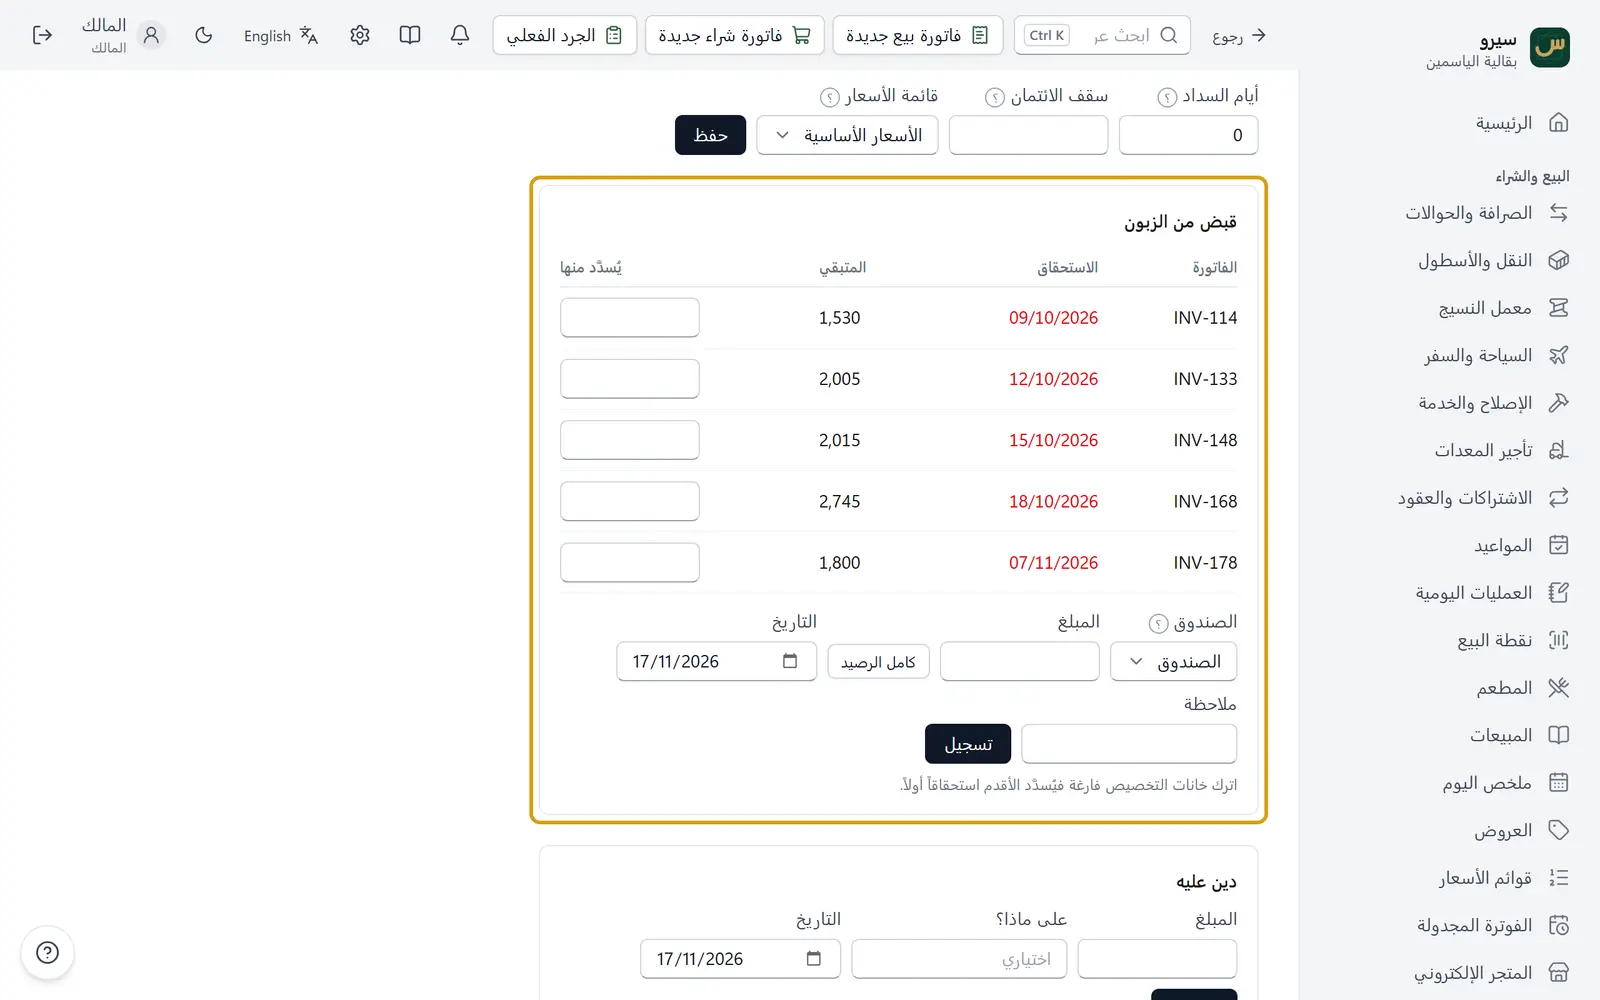 سيرو
بقالية الياسمين
الرئيسية
البيع والشراء
الصرافة والحوالات
النقل والأسطول
معمل النسيج
السياحة والسفر
الإصلاح والخدمة
تأجير المعدات
الاشتراكات والعقود
المواعيد
العمليات اليومية
نقطة البيع
المطعم
المبيعات
ملخص اليوم
العروض
قوائم الأسعار
الفوترة المجدولة
المتجر الإلكتروني
رجوع
ابحث عر Ctrl K
فاتورة بيع جديدة
فاتورة شراء جديدة
الجرد الفعلي
English
المالك
المالك
أيام السداد ؟ سقف الائتمان ؟ قائمة الأسعار ؟
0 الأسعار الأساسية حفظ
قبض من الزبون
الفاتورة الاستحقاق المتبقي يُسدَّد منها
INV-114 09/10/2026 1,530
INV-133 12/10/2026 2,005
INV-148 15/10/2026 2,015
INV-168 18/10/2026 2,745
INV-178 07/11/2026 1,800
الصندوق ؟ المبلغ التاريخ
الصندوق كامل الرصيد 17/11/2026
ملاحظة
تسجيل
اترك خانات التخصيص فارغة فيُسدَّد الأقدم استحقاقاً أولاً.
دين عليه
المبلغ على ماذا؟ التاريخ
اختياري 17/11/2026